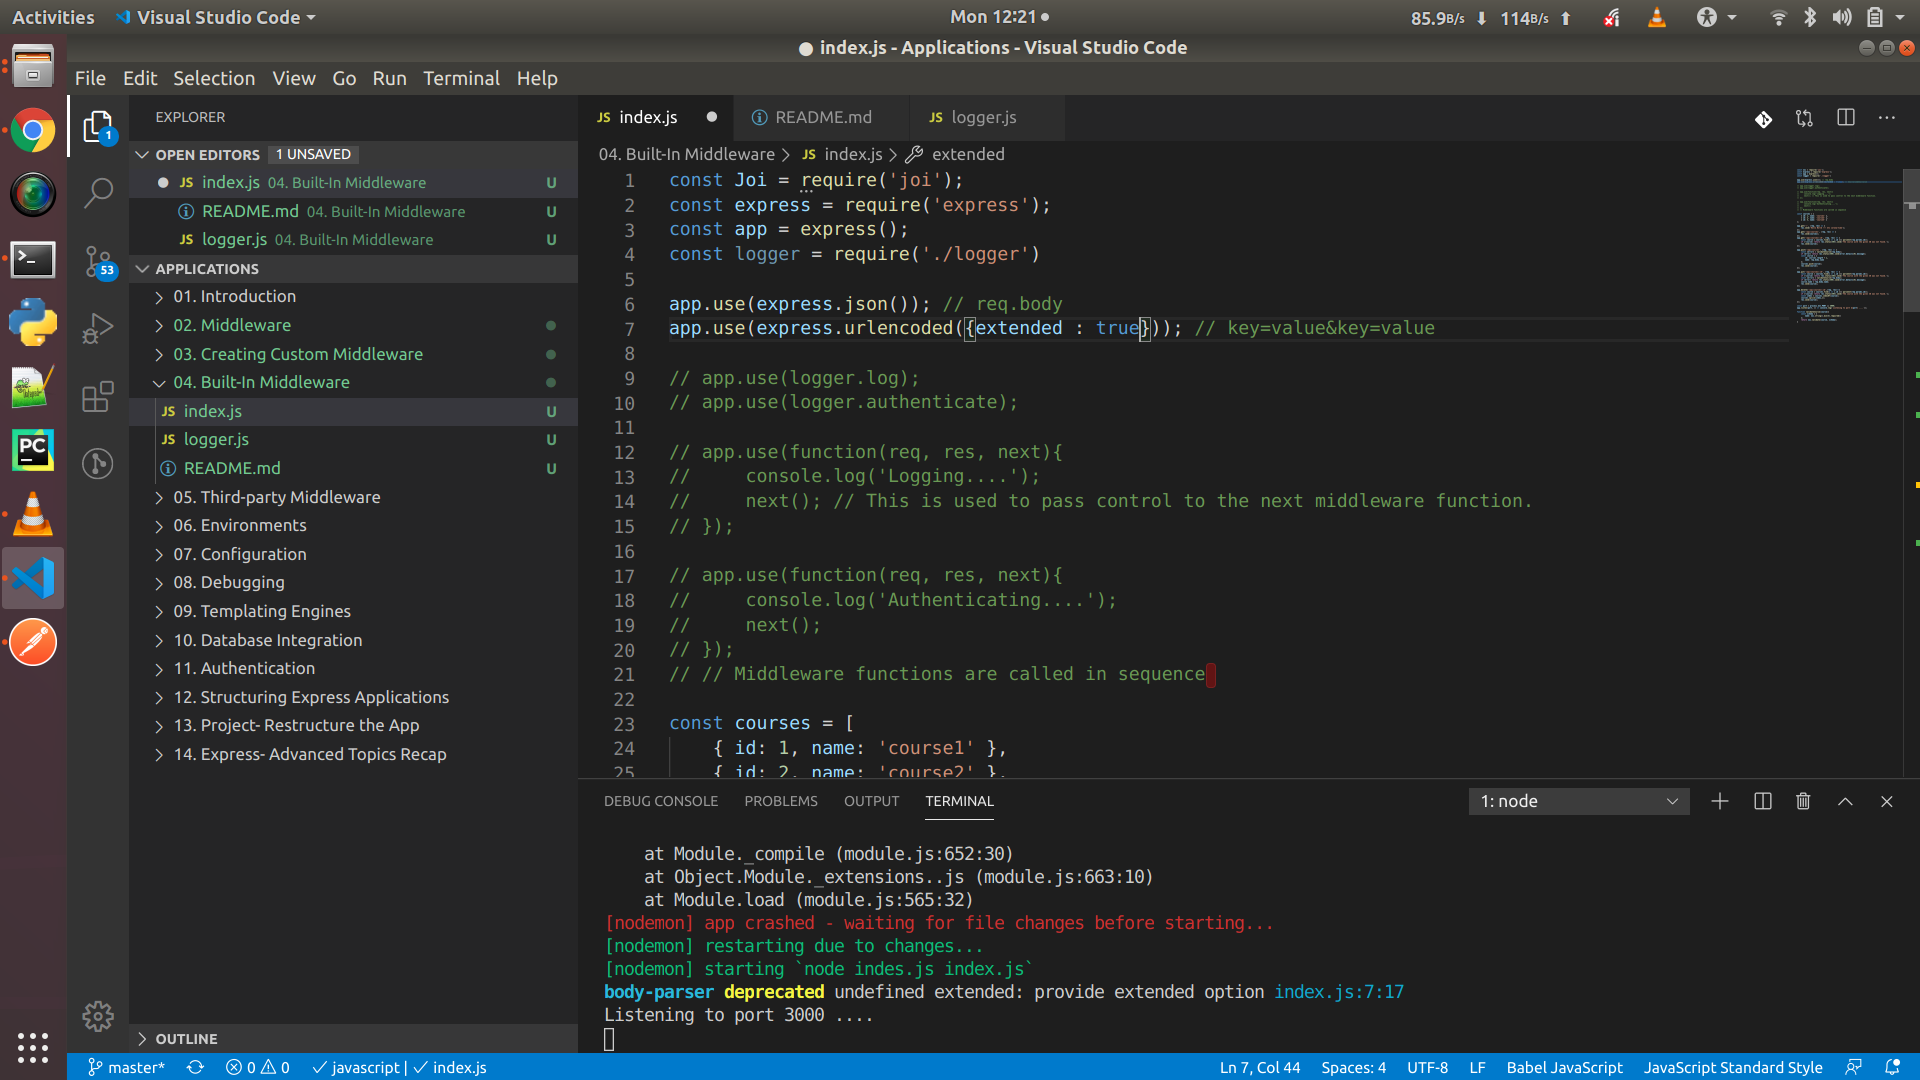 Activities Visual Studio Code Mon 12:21 85.9B/s 114B/s
index.js - Applications - Visual Studio Code
File Edit Selection View Go Run Terminal Help
EXPLORER
1
OPEN EDITORS 1 UNSAVED
JS index.js 04. Built-In Middleware U
README.md 04. Built-In Middleware U
JS logger.js 04. Built-In Middleware U
53
APPLICATIONS
01. Introduction
02. Middleware
03. Creating Custom Middleware
04. Built-In Middleware
JS index.js U
JS logger.js U
README.md U
05. Third-party Middleware
06. Environments
07. Configuration
08. Debugging
09. Templating Engines
10. Database Integration
11. Authentication
12. Structuring Express Applications
13. Project- Restructure the App
14. Express- Advanced Topics Recap
OUTLINE
JS index.js README.md JS logger.js
04. Built-In Middleware > JS index.js > extended
1 const Joi = require('joi');
2 const express = require('express');
3 const app = express();
4 const logger = require('./logger')
5
6 app.use(express.json()); // req.body
7 app.use(express.urlencoded({extended : true})); // key=value&key=value
8
9 // app.use(logger.log);
10 // app.use(logger.authenticate);
11
12 // app.use(function(req, res, next){
13 //     console.log('Logging....');
14 //     next(); // This is used to pass control to the next middleware function.
15 // });
16
17 // app.use(function(req, res, next){
18 //     console.log('Authenticating....');
19 //     next();
20 // });
21 // // Middleware functions are called in sequence
22
23 const courses = [
24     { id: 1, name: 'course1' },
25     { id: 2, name: 'course2' },
DEBUG CONSOLE PROBLEMS OUTPUT TERMINAL 1: node
at Module._compile (module.js:652:30)
at Object.Module._extensions..js (module.js:663:10)
at Module.load (module.js:565:32)
[nodemon] app crashed - waiting for file changes before starting...
[nodemon] restarting due to changes...
[nodemon] starting `node indes.js index.js`
body-parser deprecated undefined extended: provide extended option index.js:7:17
Listening to port 3000 ....
PC
master* 0 0 javascript | index.js Ln 7, Col 44 Spaces: 4 UTF-8 LF Babel JavaScript JavaScript Standard Style